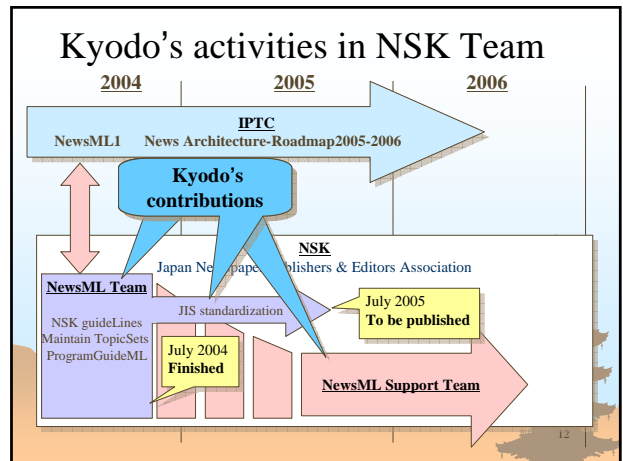 Kyodo's activities in NSK Team
2004 2005 2006
IPTC
NewsML1 News Architecture-Roadmap2005-2006
Kyodo's
contributions
NSK
Japan Newspaper Publishers & Editors Association
NewsML Team
JIS standardization
NSK guideLines
Maintain TopicSets
ProgramGuideML
July 2005
To be published
July 2004
Finished
NewsML Support Team
12